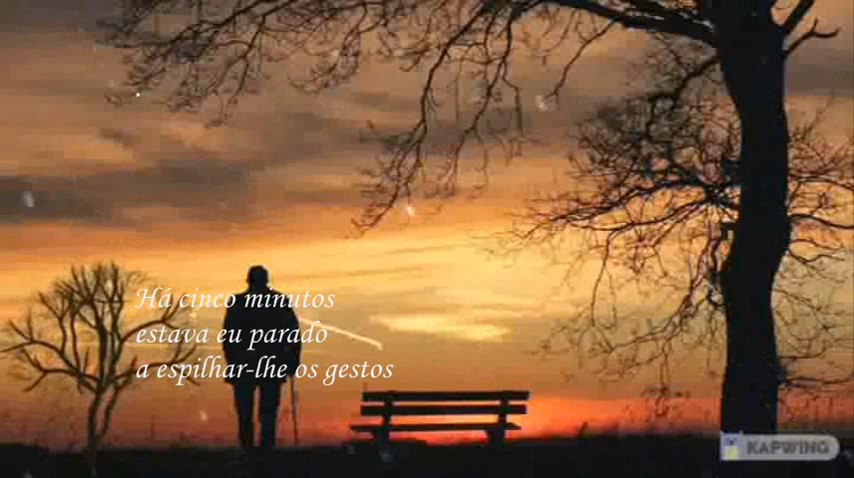 Há cinco minutos
estava eu parado
a espilhar-lhe os gestos
KAPWING